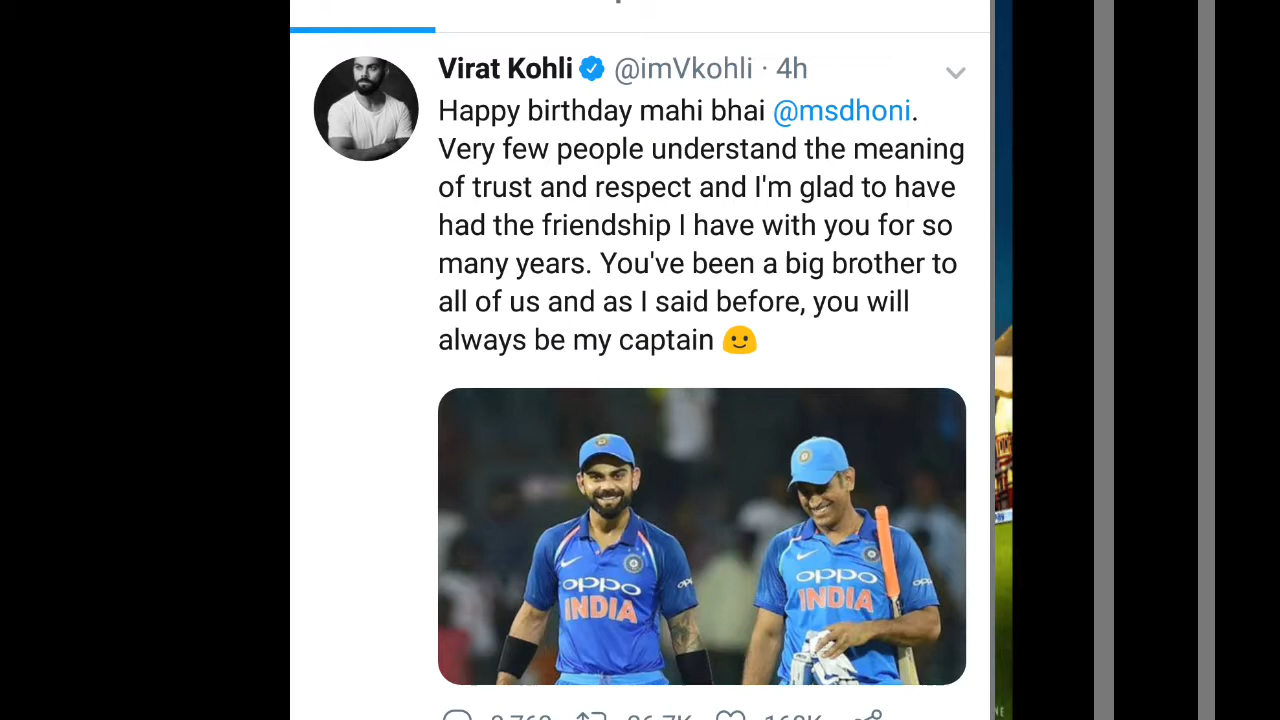 Virat Kohli @imVkohli · 4h
Happy birthday mahi bhai @msdhoni.
Very few people understand the meaning
of trust and respect and I'm glad to have
had the friendship I have with you for so
many years. You've been a big brother to
all of us and as I said before, you will
always be my captain 🙂
oppo
INDIA
oppo
INDIA